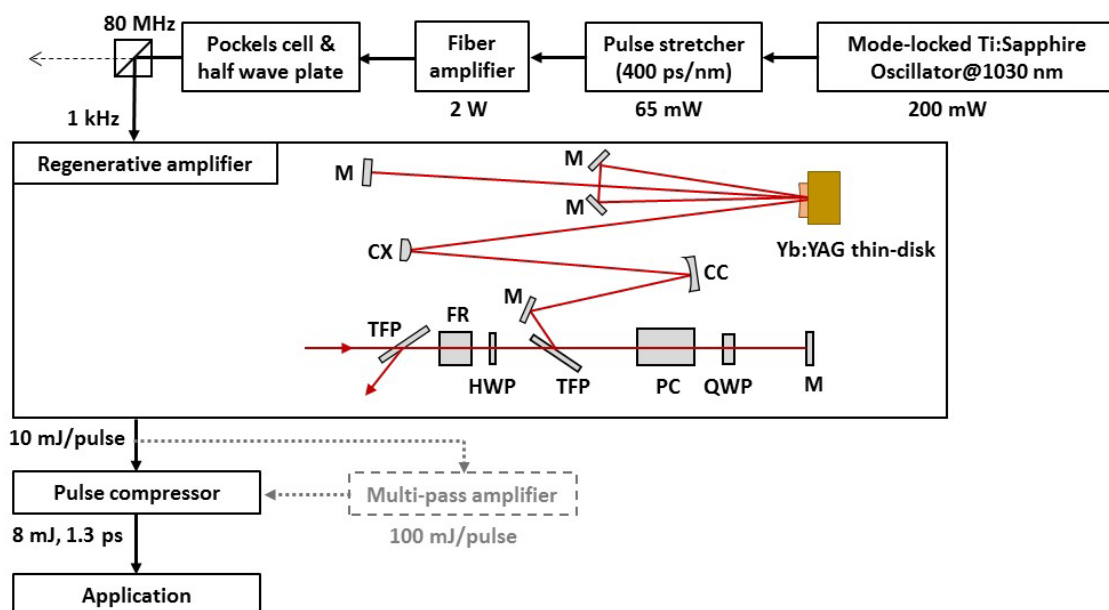 80 MHz
Pockels cell &
half wave plate
Fiber
amplifier
2 W
Pulse stretcher
(400 ps/nm)
65 mW
Mode-locked Ti:Sapphire
Oscillator@1030 nm
200 mW
1 kHz
Regenerative amplifier
M
M
M
Yb:YAG thin-disk
CX
CC
M
TFP
FR
HWP
TFP
PC
QWP
M
10 mJ/pulse
Pulse compressor
Multi-pass amplifier
100 mJ/pulse
8 mJ, 1.3 ps
Application